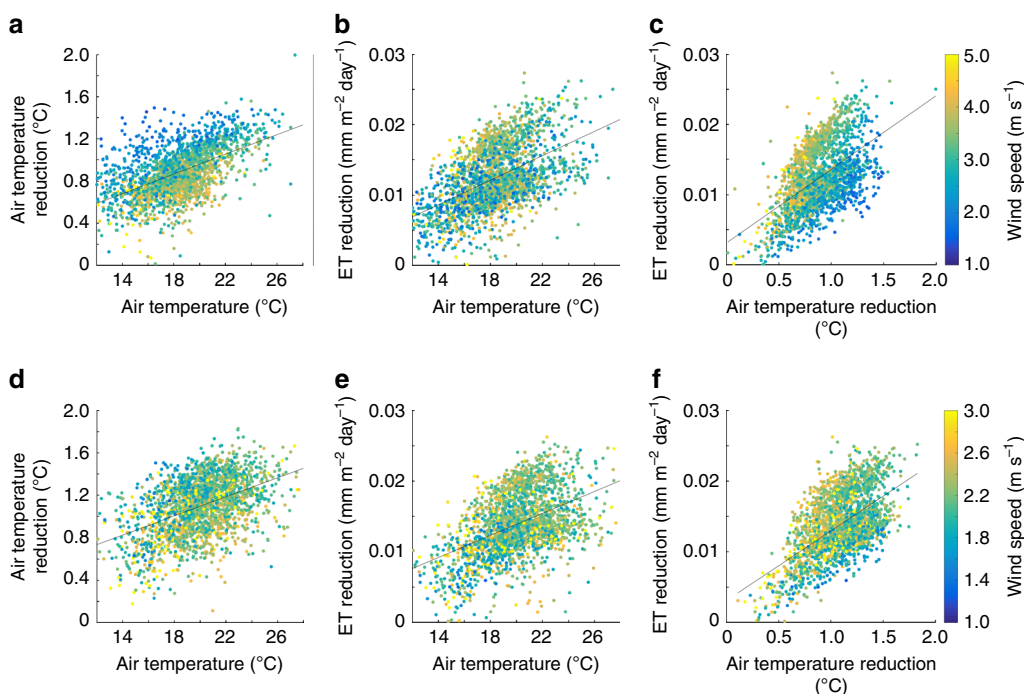 a
b
c
2.0
1.6
1.2
0.8
0.4
0
Air temperature
reduction (°C)
14
18
22
26
Air temperature (°C)
0.03
0.02
0.01
0
ET reduction (mm m⁻² day⁻¹)
14
18
22
26
Air temperature (°C)
0.03
0.02
0.01
0
ET reduction (mm m⁻² day⁻¹)
0
0.5
1.0
1.5
2.0
Air temperature reduction
(°C)
5.0
4.0
3.0
2.0
1.0
Wind speed (m s⁻¹)
d
e
f
2.0
1.6
1.2
0.8
0.4
0
Air temperature
reduction (°C)
14
18
22
26
Air temperature (°C)
0.03
0.02
0.01
0
ET reduction (mm m⁻² day⁻¹)
14
18
22
26
Air temperature (°C)
0.03
0.02
0.01
0
ET reduction (mm m⁻² day⁻¹)
0
0.5
1.0
1.5
2.0
Air temperature reduction
(°C)
3.0
2.6
2.2
1.8
1.4
1.0
Wind speed (m s⁻¹)